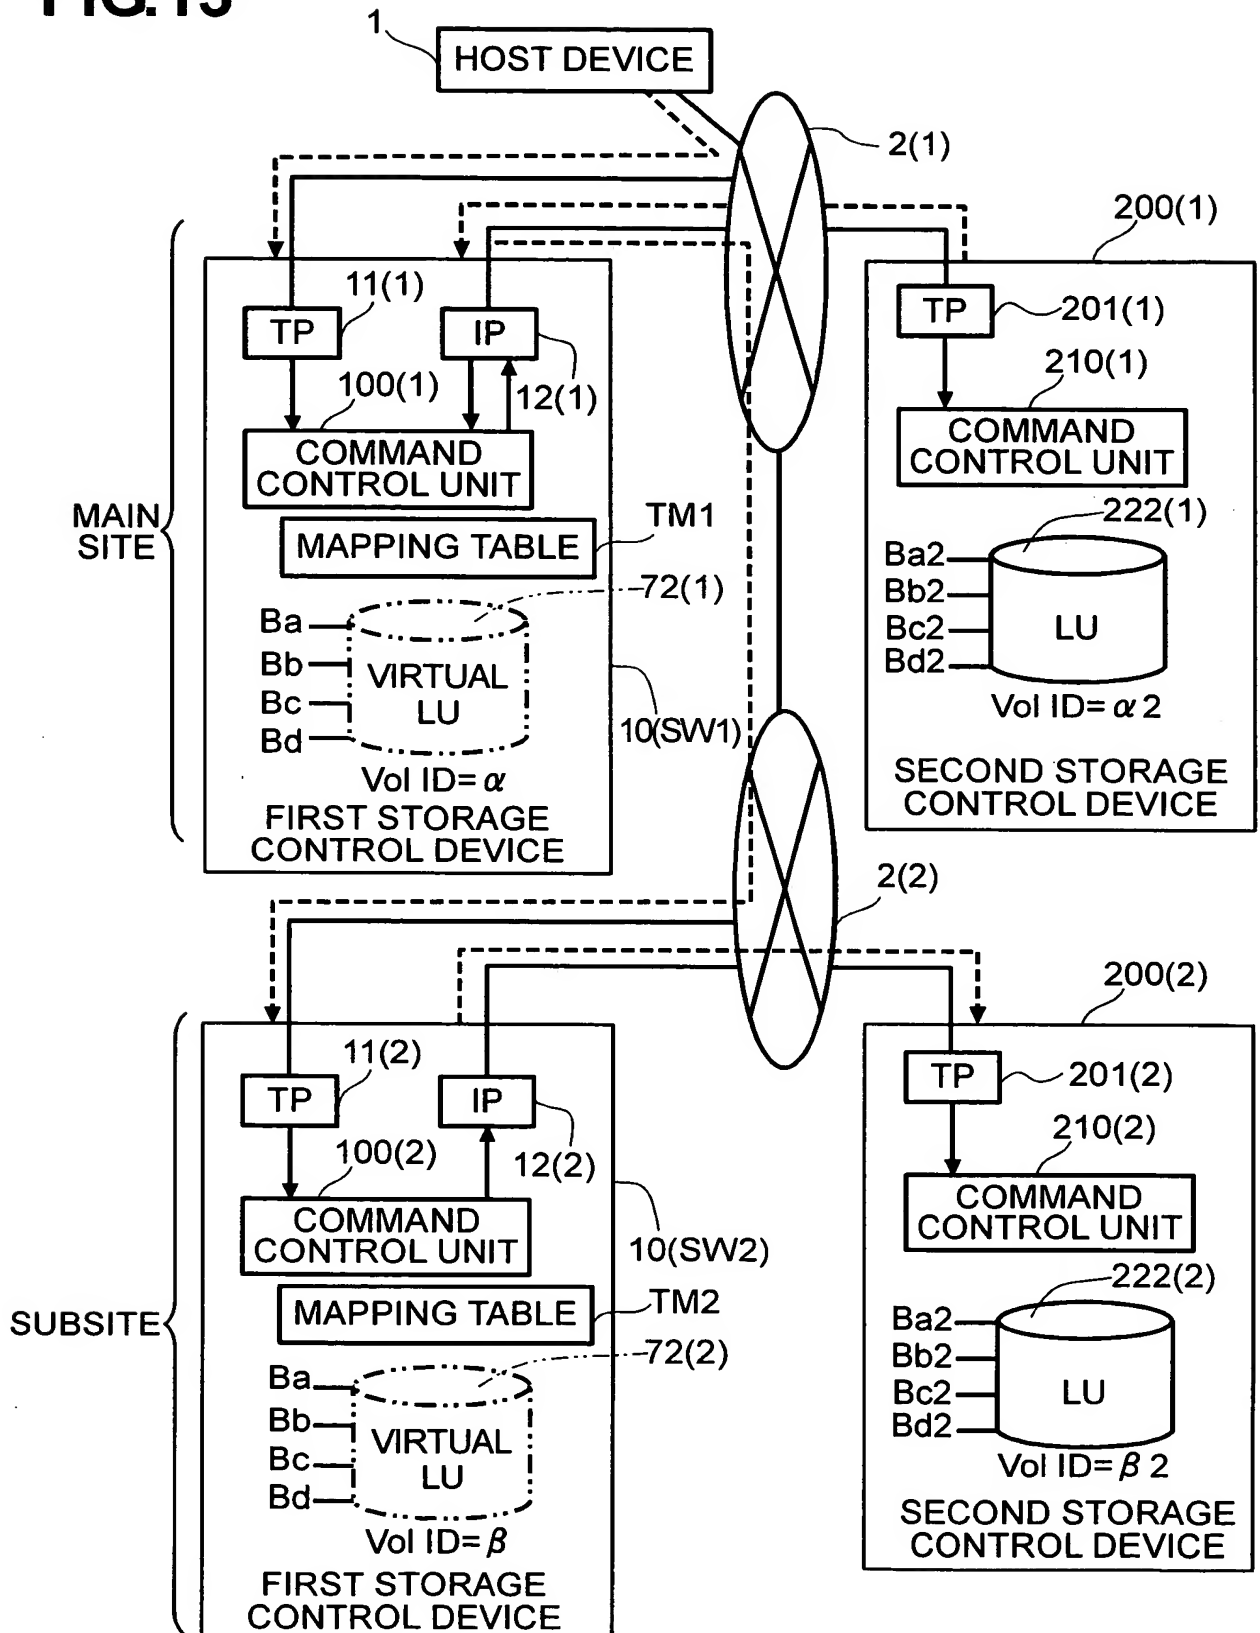 FIG.15
1
HOST DEVICE
2(1)
200(1)
11(1)
TP
IP
TP
201(1)
100(1)
12(1)
210(1)
COMMAND
CONTROL UNIT
COMMAND
CONTROL UNIT
MAIN
SITE
TM1
MAPPING TABLE
222(1)
72(1)
Ba
Bb
Bc
Bd
VIRTUAL
LU
Ba2
Bb2
Bc2
Bd2
LU
10(SW1)
Vol ID=α
Vol ID=α2
FIRST STORAGE
CONTROL DEVICE
SECOND STORAGE
CONTROL DEVICE
2(2)
200(2)
11(2)
TP
IP
TP
201(2)
100(2)
12(2)
210(2)
COMMAND
CONTROL UNIT
COMMAND
CONTROL UNIT
10(SW2)
SUBSITE
MAPPING TABLE
TM2
222(2)
72(2)
Ba
Bb
Bc
Bd
VIRTUAL
LU
Ba2
Bb2
Bc2
Bd2
LU
Vol ID=β
Vol ID=β2
FIRST STORAGE
CONTROL DEVICE
SECOND STORAGE
CONTROL DEVICE